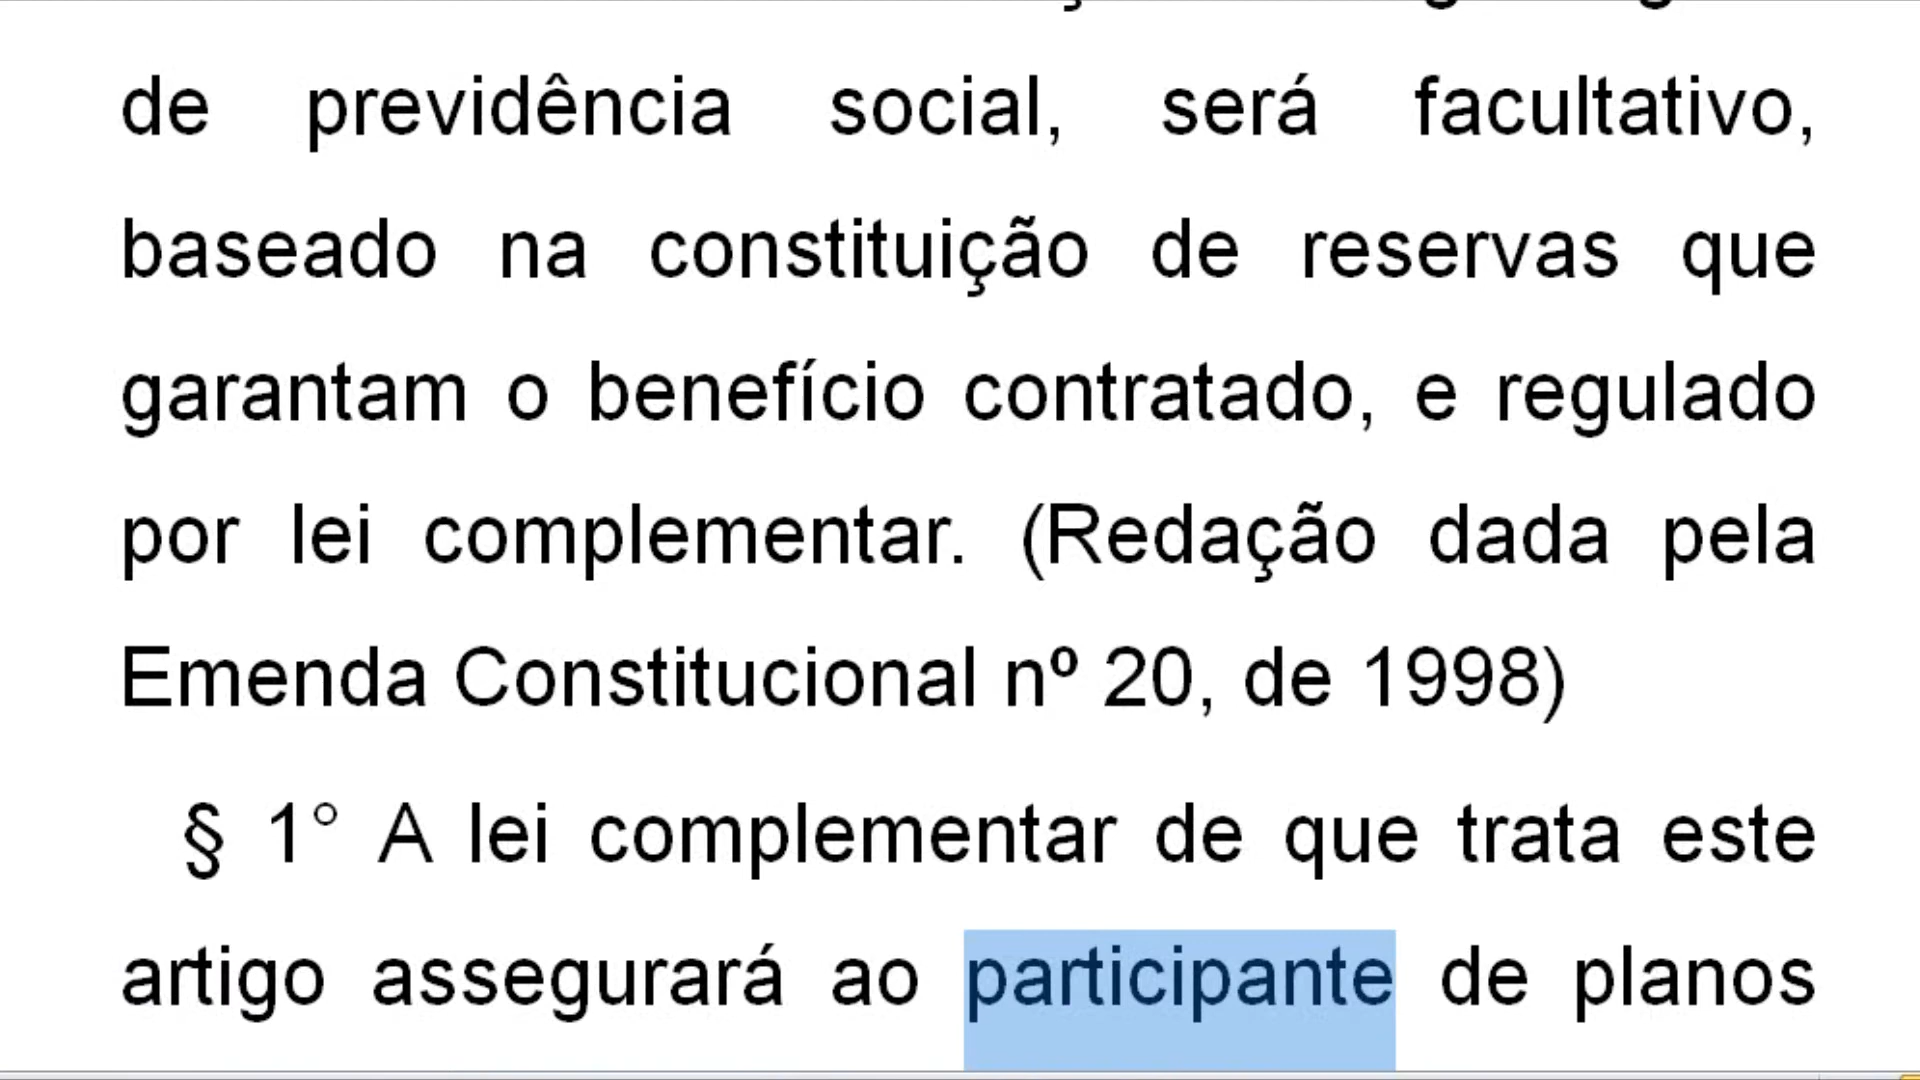 de previdência social, será facultativo,
baseado na constituição de reservas que
garantam o benefício contratado, e regulado
por lei complementar. (Redação dada pela
Emenda Constitucional nº 20, de 1998)
§ 1° A lei complementar de que trata este
artigo assegurará ao participante de planos